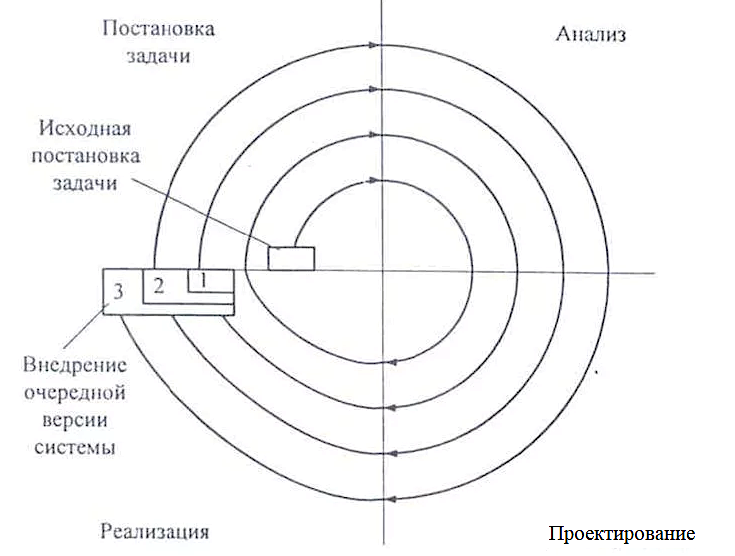 Постановка
задачи
Анализ
Исходная
постановка
задачи
1
2
3
Внедрение
очередной
версии
системы
Реализация
Проектирование